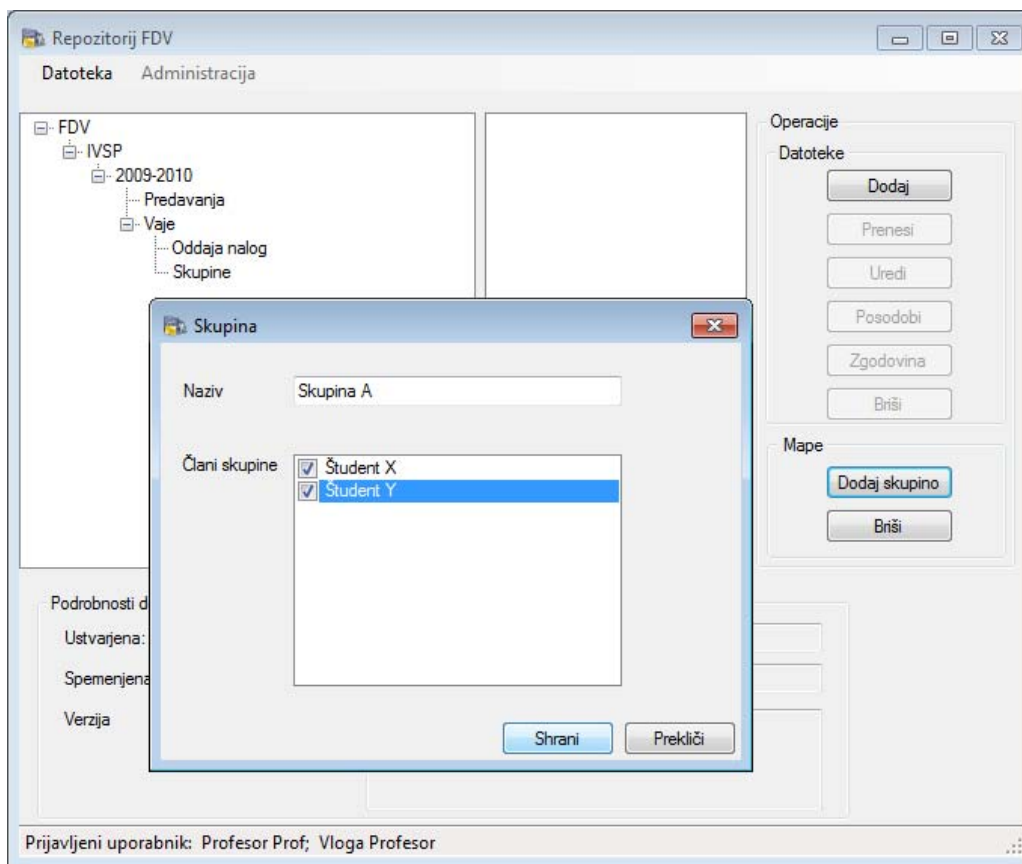 Repozitorij FDV
Datoteka Administracija
FDV
IVSP
2009-2010
Predavanja
Vaje
Oddaja nalog
Skupine
Operacije
Datoteke
Dodaj
Prenesi
Uredi
Posodobi
Zgodovina
Briši
Mape
Dodaj skupino
Briši
Skupina
Naziv Skupina A
Člani skupine
Študent X
Študent Y
Shrani Prekliči
Podrobnosti d
Ustvarjena:
Spemenjena
Verzija
Prijavljeni uporabnik: Profesor Prof; Vloga Profesor